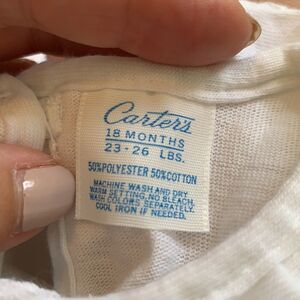 Carter's
18 MONTHS
23-26 LBS.
50%POLYESTER 50%COTTON
MACHINE WASH AND DRY
WARM SETTING, NO BLEACH.
WASH COLORS SEPARATELY.
COOL IRON IF NEEDED.